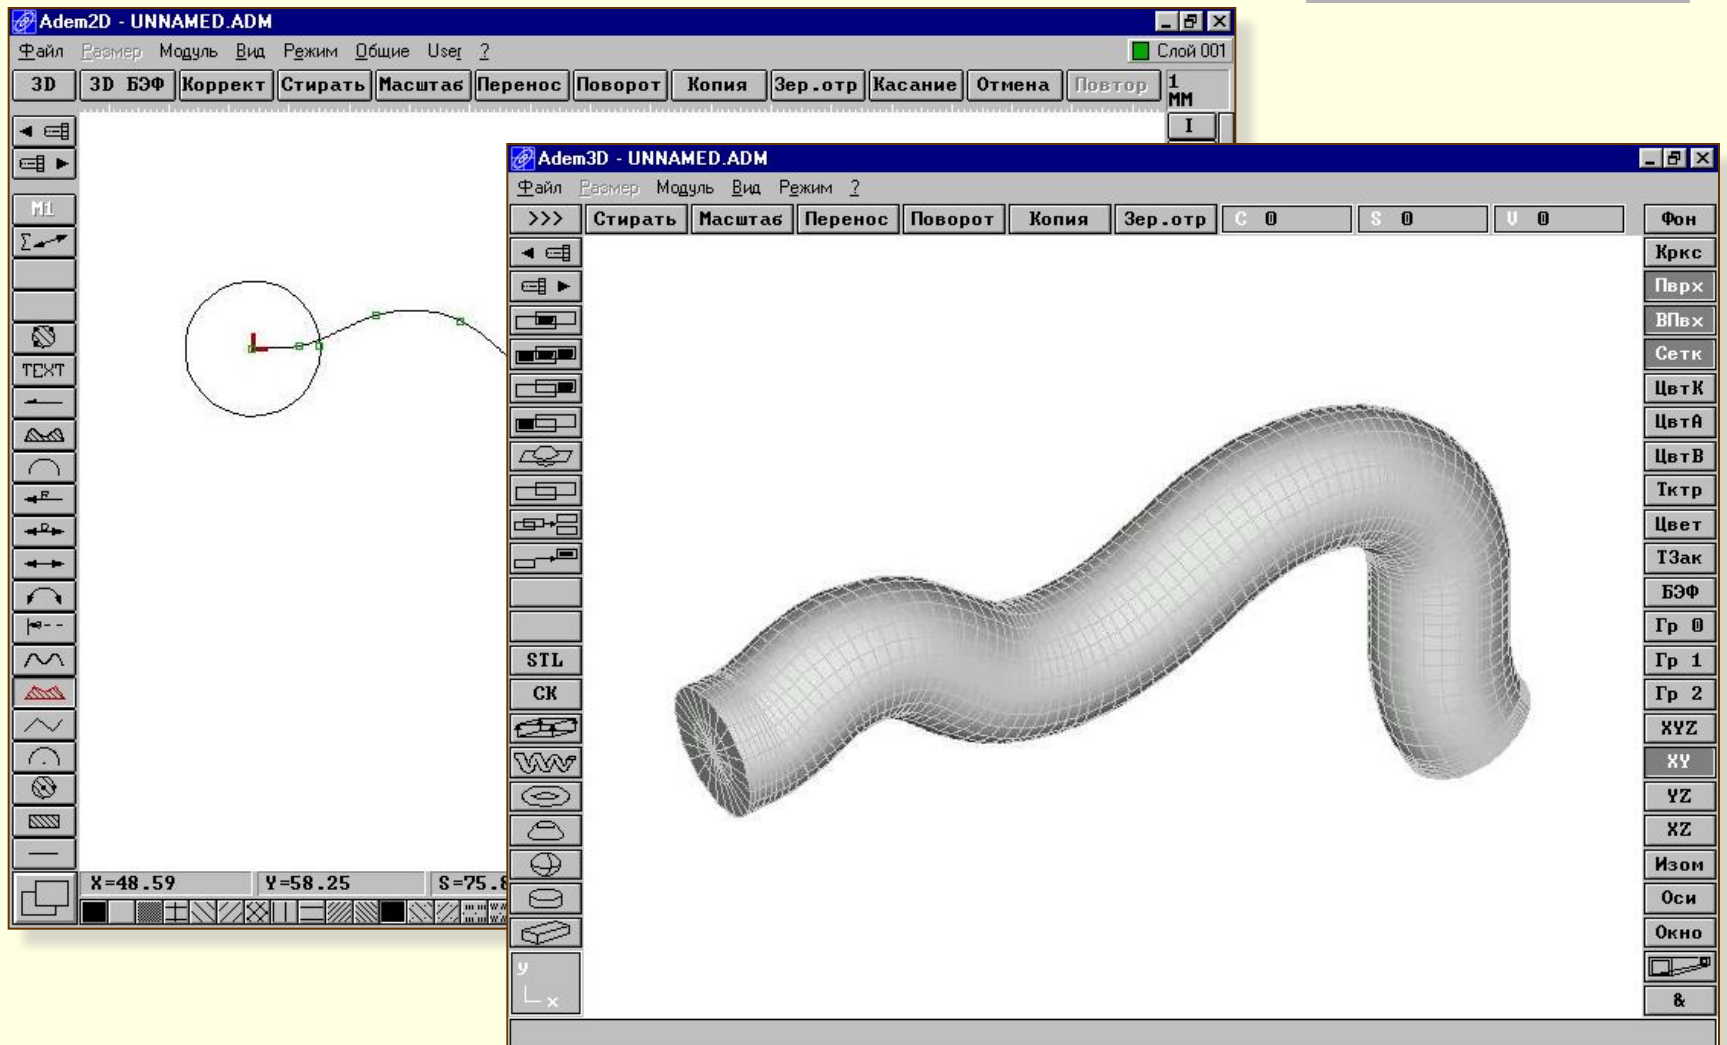 Adem2D - UNNAMED.ADM
Файл Размер Модуль Вид Режим Общие User ? Слой 001
3D 3D БЭФ Коррект Стирать Масштаб Перенос Поворот Копия Зер.отр Касание Отмена Повтор 1 ММ
I
M1
Σ
TEXT
R
D
X=48.59 Y=58.25 S=75.8
Adem3D - UNNAMED.ADM
Файл Размер Модуль Вид Режим ?
>>> Стирать Масштаб Перенос Поворот Копия Зер.отр C 0 S 0 V 0 Фон
Кркс
Пврх
ВПвх
Сетк
ЦвтК
ЦвтА
ЦвтВ
Тктр
Цвет
ТЗак
БЭФ
Гр 0
Гр 1
Гр 2
XYZ
XY
YZ
XZ
Изом
Оси
Окно
&
STL
СК
y
x